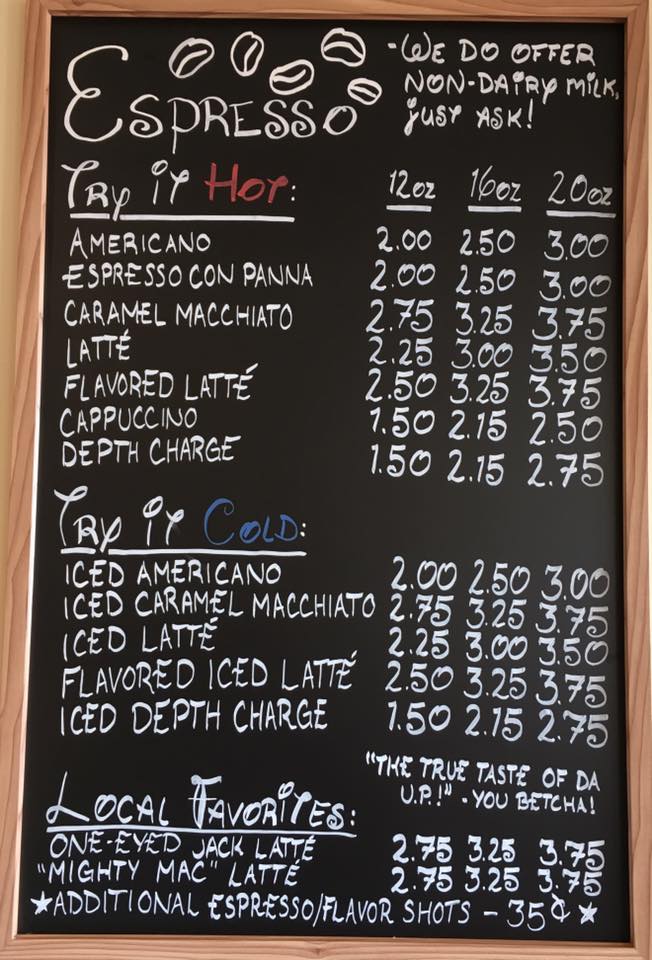 ESPRESSO
-WE DO OFFER
NON-DAIRY MILK,
JUST ASK!
TRY IT HOT: 12oz 16oz 20oz
AMERICANO 2.00 2.50 3.00
ESPRESSO CON PANNA 2.00 2.50 3.00
CARAMEL MACCHIATO 2.75 3.25 3.75
LATTÉ 2.25 3.00 3.50
FLAVORED LATTÉ 2.50 3.25 3.75
CAPPUCCINO 1.50 2.15 2.50
DEPTH CHARGE 1.50 2.15 2.75
TRY IT COLD:
ICED AMERICANO 2.00 2.50 3.00
ICED CARAMEL MACCHIATO 2.75 3.25 3.75
ICED LATTÉ 2.25 3.00 3.50
FLAVORED ICED LATTÉ 2.50 3.25 3.75
ICED DEPTH CHARGE 1.50 2.15 2.75
"THE TRUE TASTE OF DA
U.P.!" - YOU BETCHA!
LOCAL FAVORITES:
ONE-EYED JACK LATTÉ 2.75 3.25 3.75
"MIGHTY MAC" LATTÉ 2.75 3.25 3.75
★ADDITIONAL ESPRESSO/FLAVOR SHOTS - 35¢★